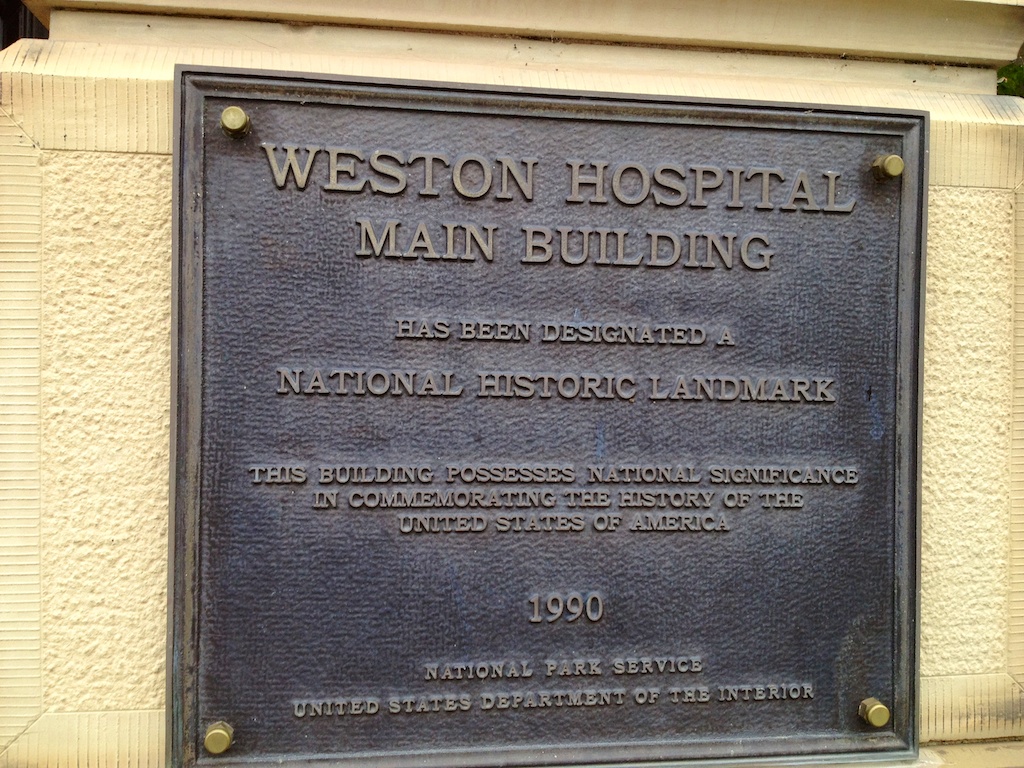 WESTON HOSPITAL
MAIN BUILDING
HAS BEEN DESIGNATED A
NATIONAL HISTORIC LANDMARK
THIS BUILDING POSSESSES NATIONAL SIGNIFICANCE
IN COMMEMORATING THE HISTORY OF THE
UNITED STATES OF AMERICA
1990
NATIONAL PARK SERVICE
UNITED STATES DEPARTMENT OF THE INTERIOR